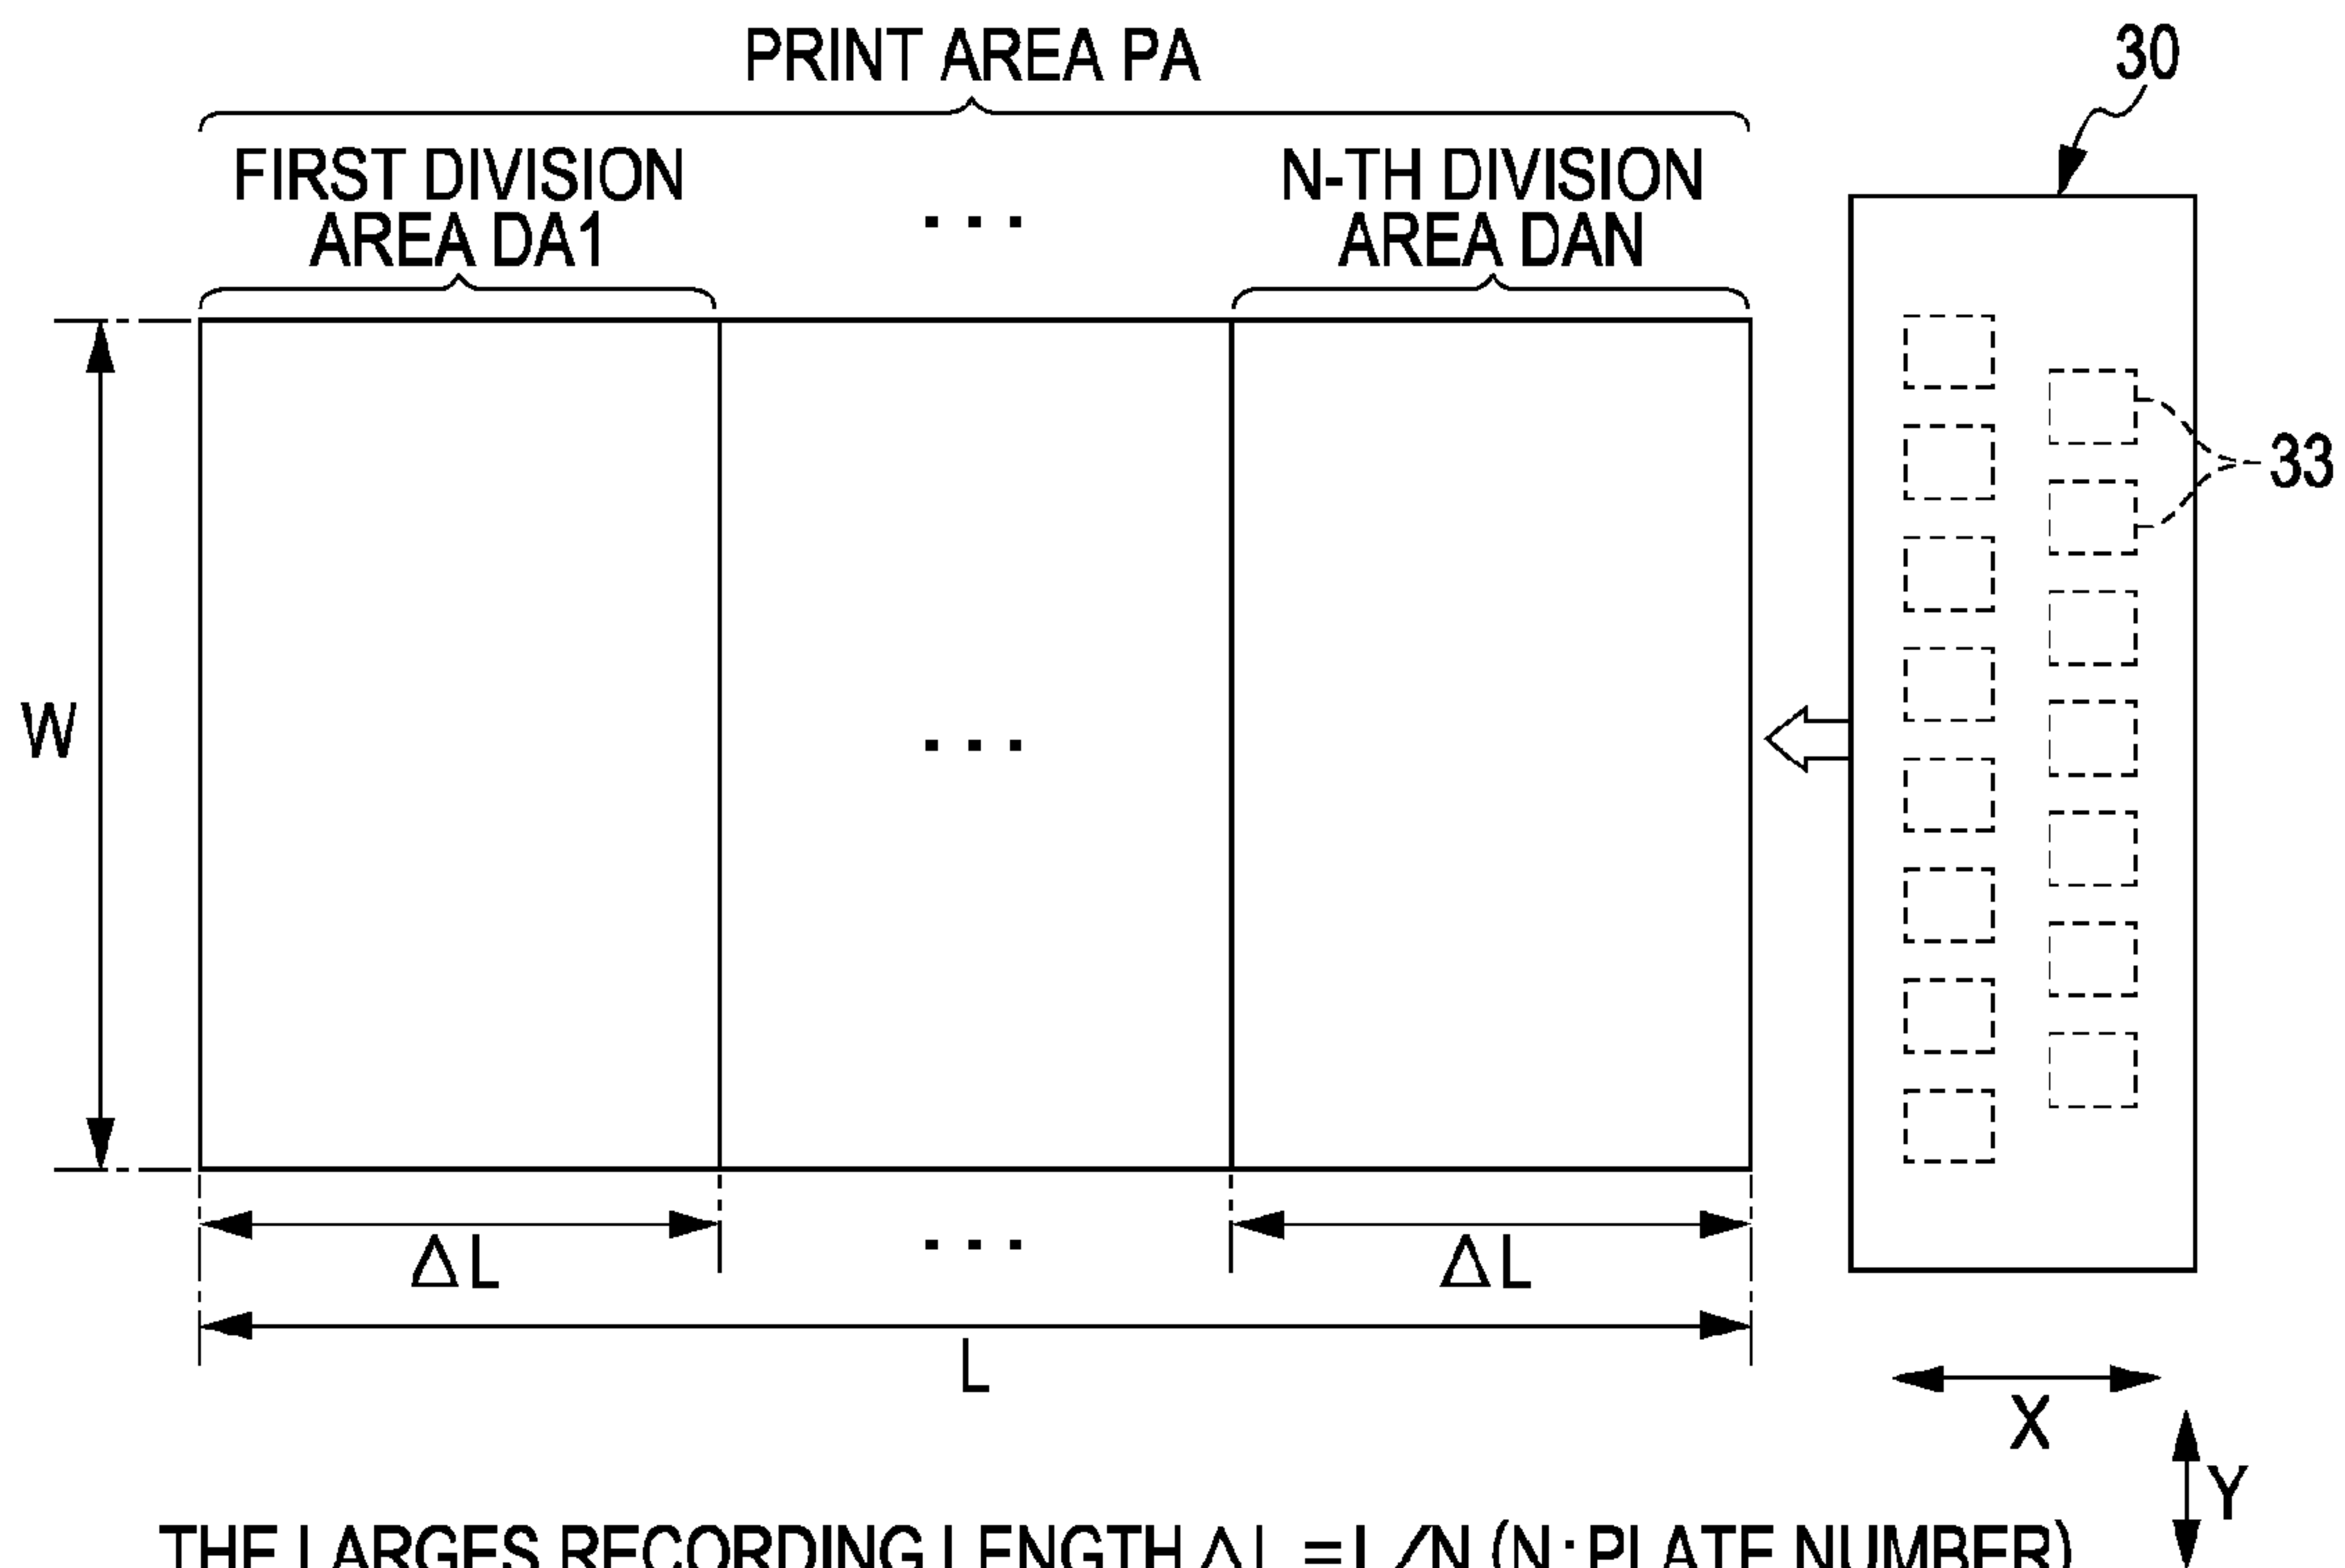 PRINT AREA PA
30
FIRST DIVISION
AREA DA1
...
N-TH DIVISION
AREA DAN
33
W
...
ΔL
...
ΔL
L
X
Y
THE LARGES RECORDING LENGTH ΔL = L/N (N:PLATE NUMBER)